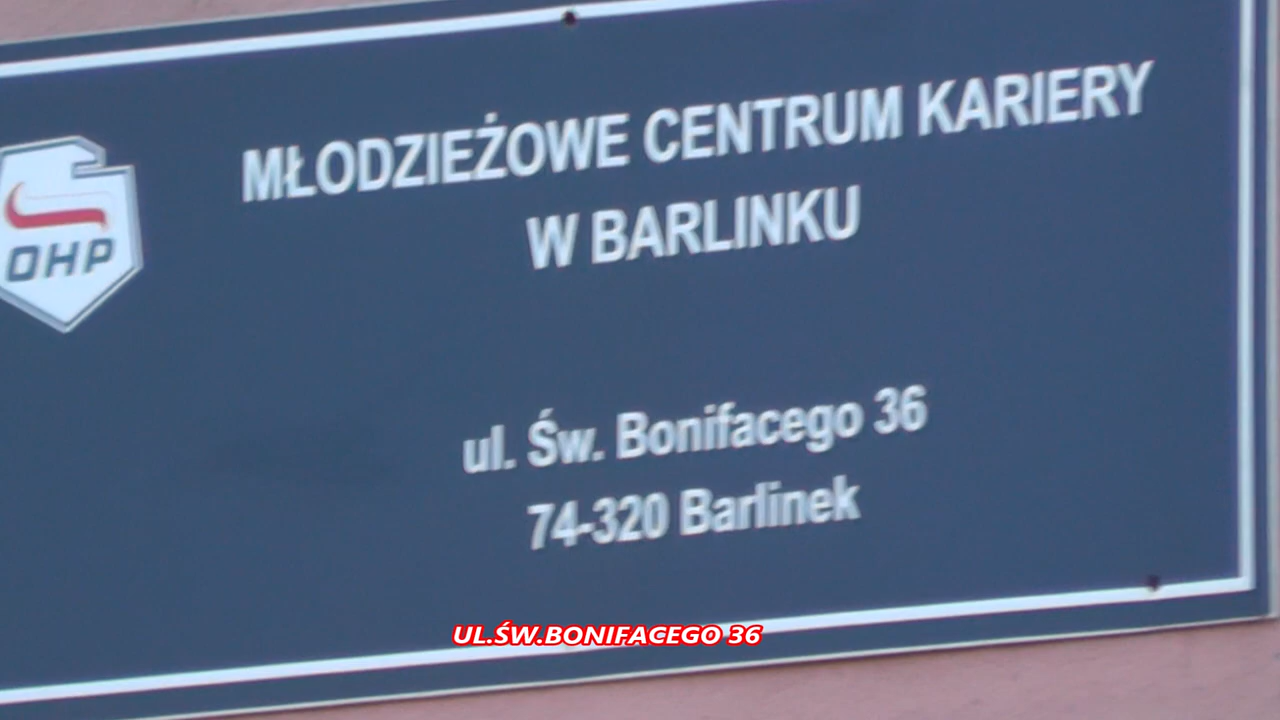 MŁODZIEŻOWE CENTRUM KARIERY
W BARLINKU
OHP
ul. Św. Bonifacego 36
74-320 Barlinek
UL.ŚW.BONIFACEGO 36